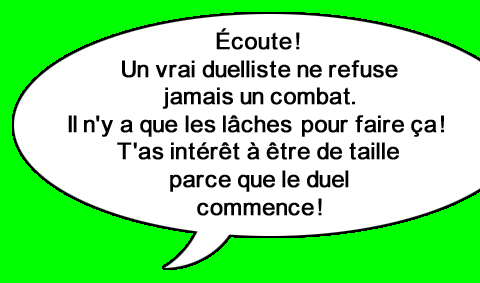 Écoute!
Un vrai duelliste ne refuse
jamais un combat.
Il n'y a que les lâches pour faire ça!
T'as intérêt à être de taille
parce que le duel
commence!